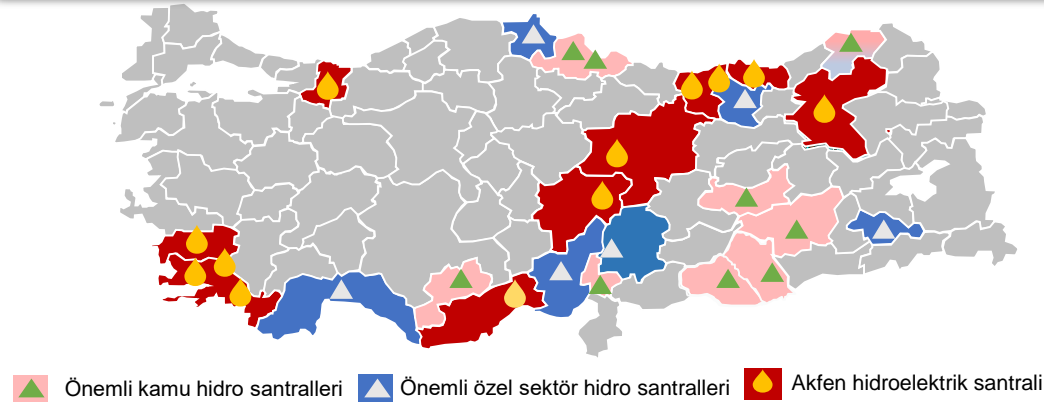 Önemli kamu hidro santralleri
Önemli özel sektör hidro santralleri
Akfen hidroelektrik santrali